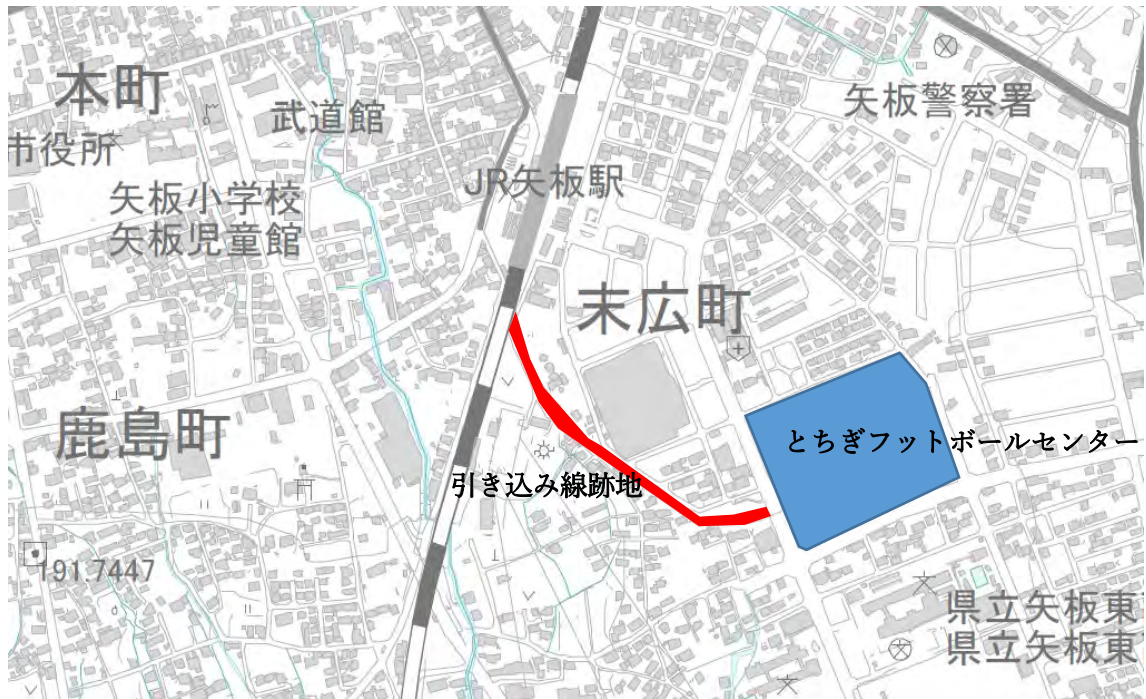 本町
市役所
武道館
矢板警察署
矢板小学校
矢板児童館
JR矢板駅
末広町
鹿島町
とちぎフットボールセンター
引き込み線跡地
191.7447
県立矢板東
県立矢板東